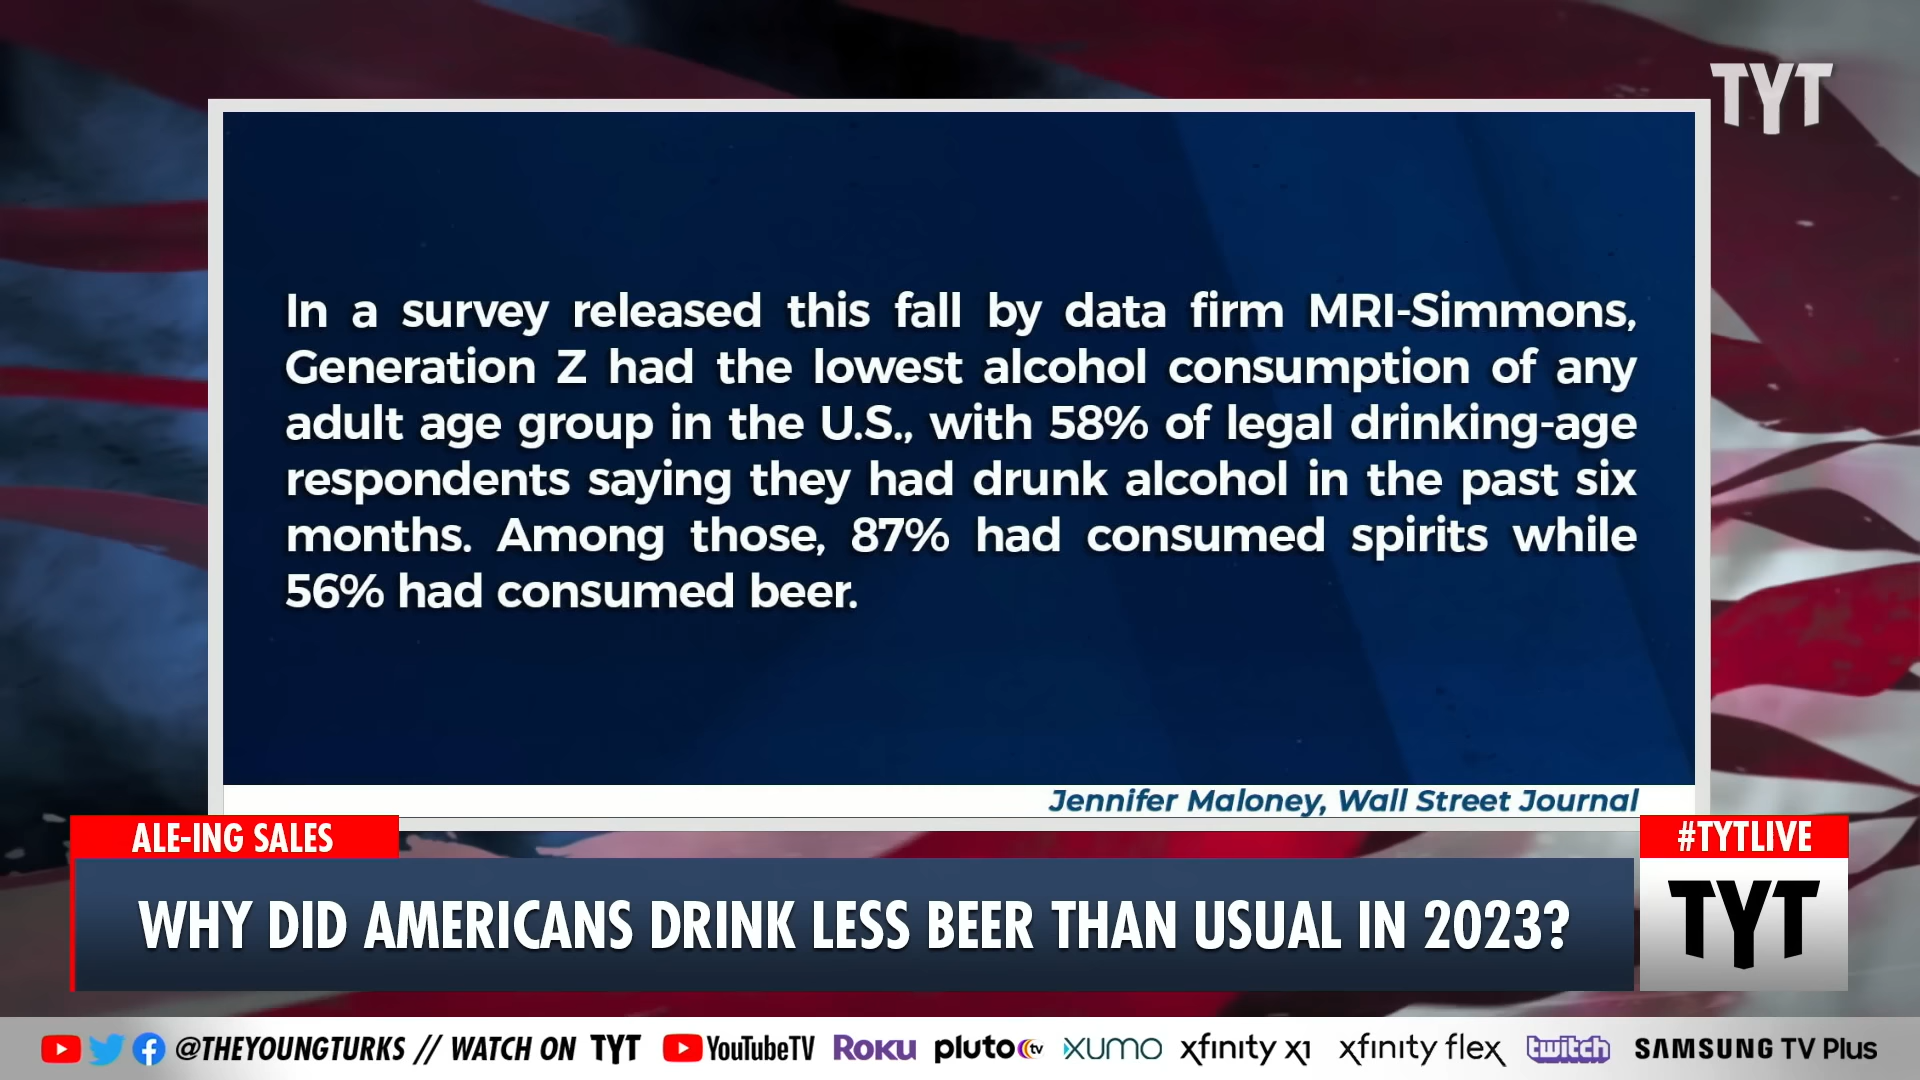 TYT
In a survey released this fall by data firm MRI-Simmons,
Generation Z had the lowest alcohol consumption of any
adult age group in the U.S., with 58% of legal drinking-age
respondents saying they had drunk alcohol in the past six
months. Among those, 87% had consumed spirits while
56% had consumed beer.
Jennifer Maloney, Wall Street Journal
ALE-ING SALES
#TYTLIVE
WHY DID AMERICANS DRINK LESS BEER THAN USUAL IN 2023?
TYT
@THEYOUNGTURKS // WATCH ON TYT YouTubeTV ROKU pluto tv XUMO xfinity x1 xfinity flex twitch SAMSUNG TV Plus